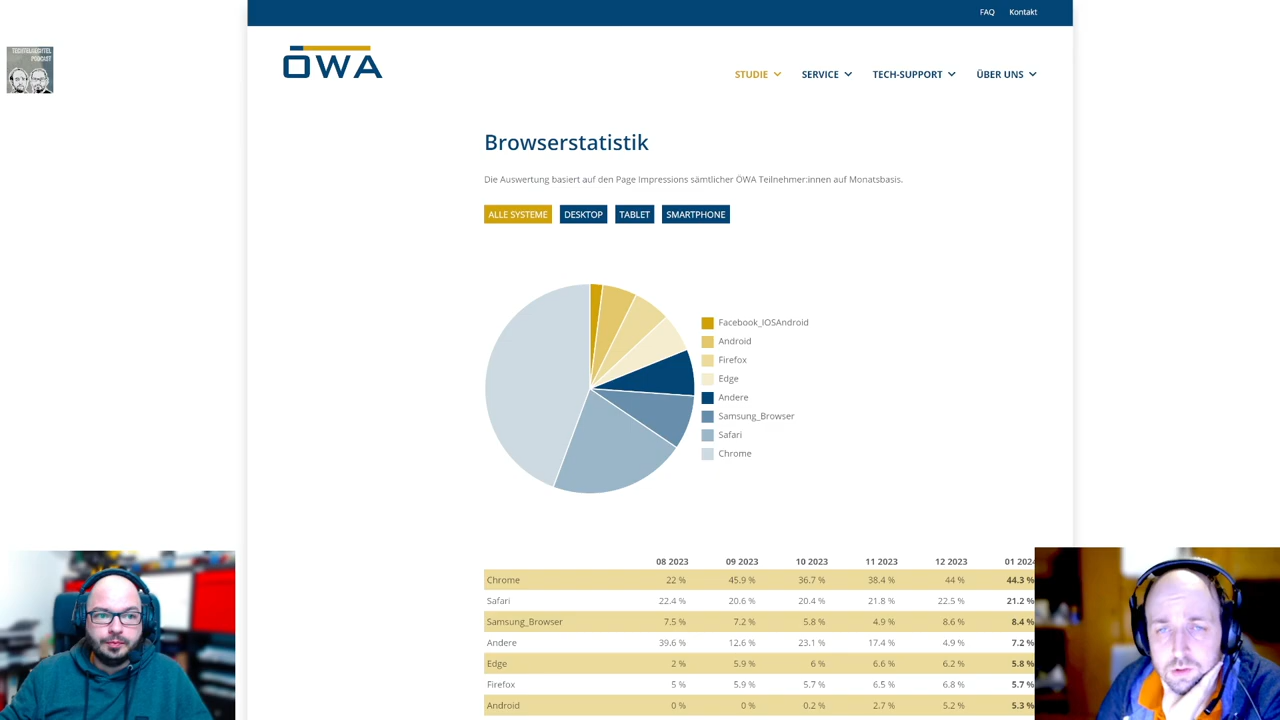 FAQ Kontakt
TECHTELMECHTEL
PODCAST
ÖWA
STUDIE SERVICE TECH-SUPPORT ÜBER UNS
Browserstatistik
Die Auswertung basiert auf den Page Impressions sämtlicher ÖWA Teilnehmer:innen auf Monatsbasis.
ALLE SYSTEME DESKTOP TABLET SMARTPHONE
Facebook_IOSAndroid
Android
Firefox
Edge
Andere
Samsung_Browser
Safari
Chrome
08 2023 09 2023 10 2023 11 2023 12 2023 01 2024
Chrome 22 % 45.9 % 36.7 % 38.4 % 44 % 44.3 %
Safari 22.4 % 20.6 % 20.4 % 21.8 % 22.5 % 21.2 %
Samsung_Browser 7.5 % 7.2 % 5.8 % 4.9 % 8.6 % 8.4 %
Andere 39.6 % 12.6 % 23.1 % 17.4 % 4.9 % 7.2 %
Edge 2 % 5.9 % 6 % 6.6 % 6.2 % 5.8 %
Firefox 5 % 5.9 % 5.7 % 6.5 % 6.8 % 5.7 %
Android 0 % 0 % 0.2 % 2.7 % 5.2 % 5.3 %